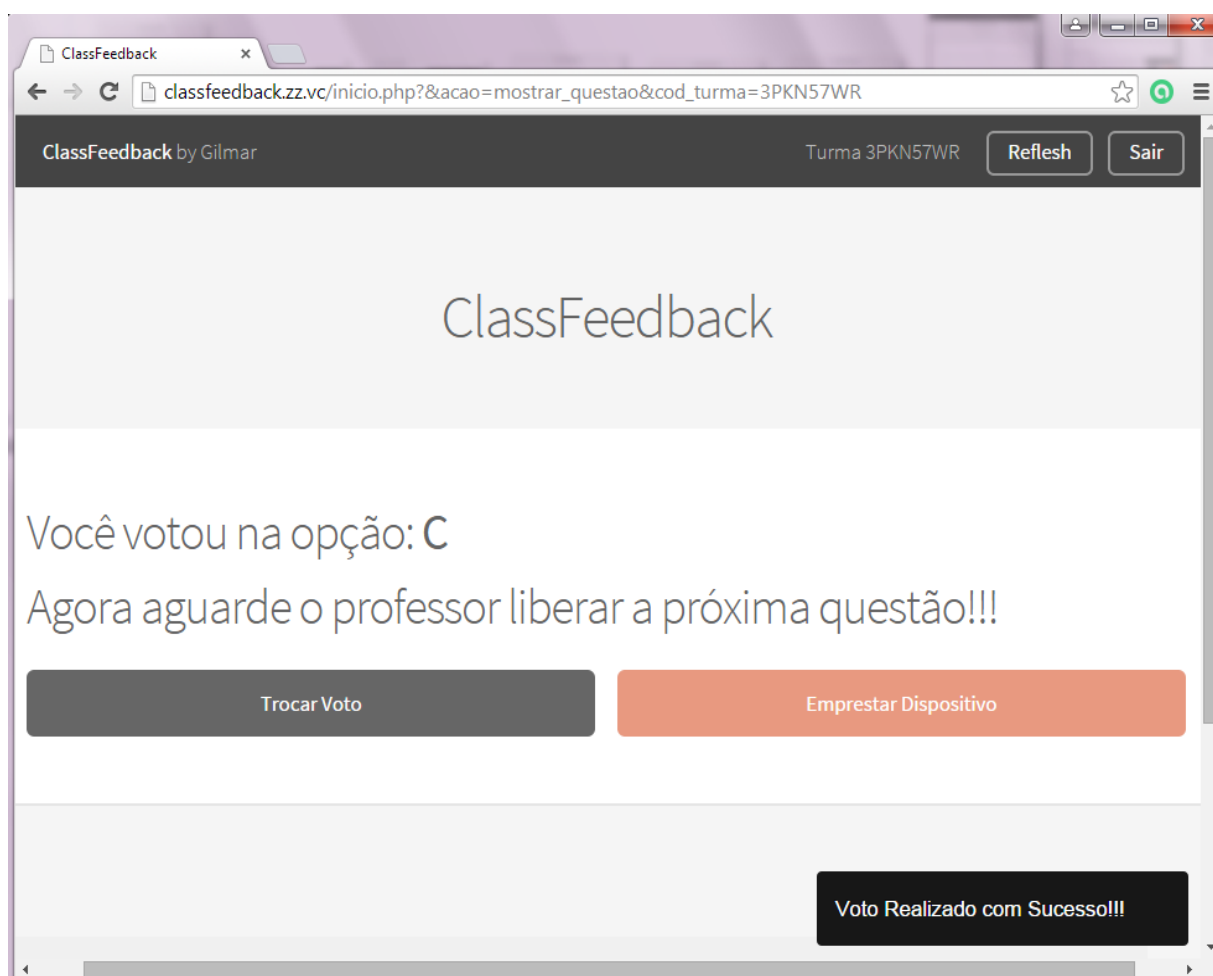 ClassFeedback
classfeedback.zz.vc/inicio.php?&acao=mostrar_questao&cod_turma=3PKN57WR
ClassFeedback by Gilmar Turma 3PKN57WR Reflesh Sair
ClassFeedback
Você votou na opção: C
Agora aguarde o professor liberar a próxima questão!!!
Trocar Voto Emprestar Dispositivo
Voto Realizado com Sucesso!!!